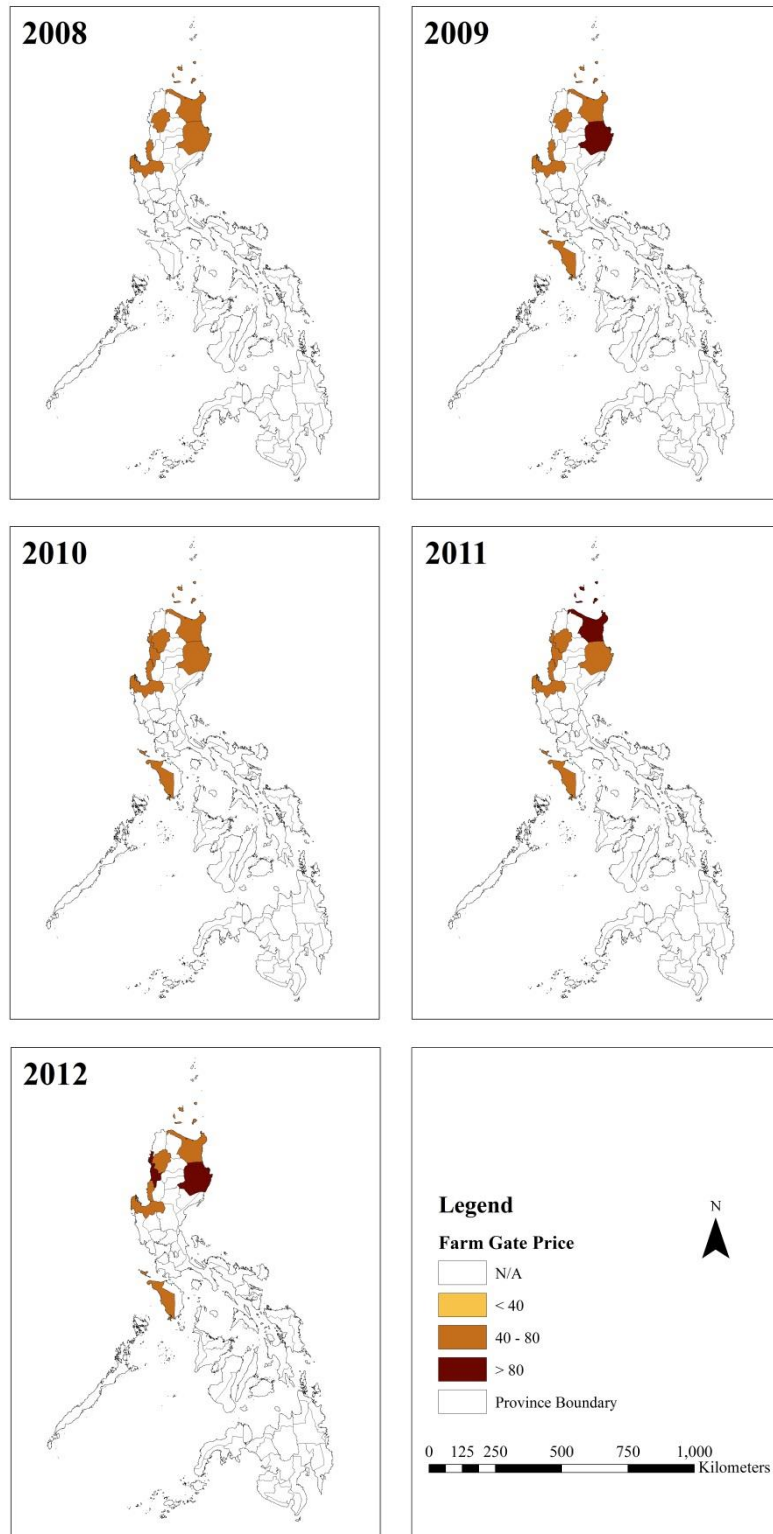 2008
2009
2010
2011
2012
Legend
N
Farm Gate Price
N/A
< 40
40 - 80
> 80
Province Boundary
0 125 250 500 750 1,000
Kilometers